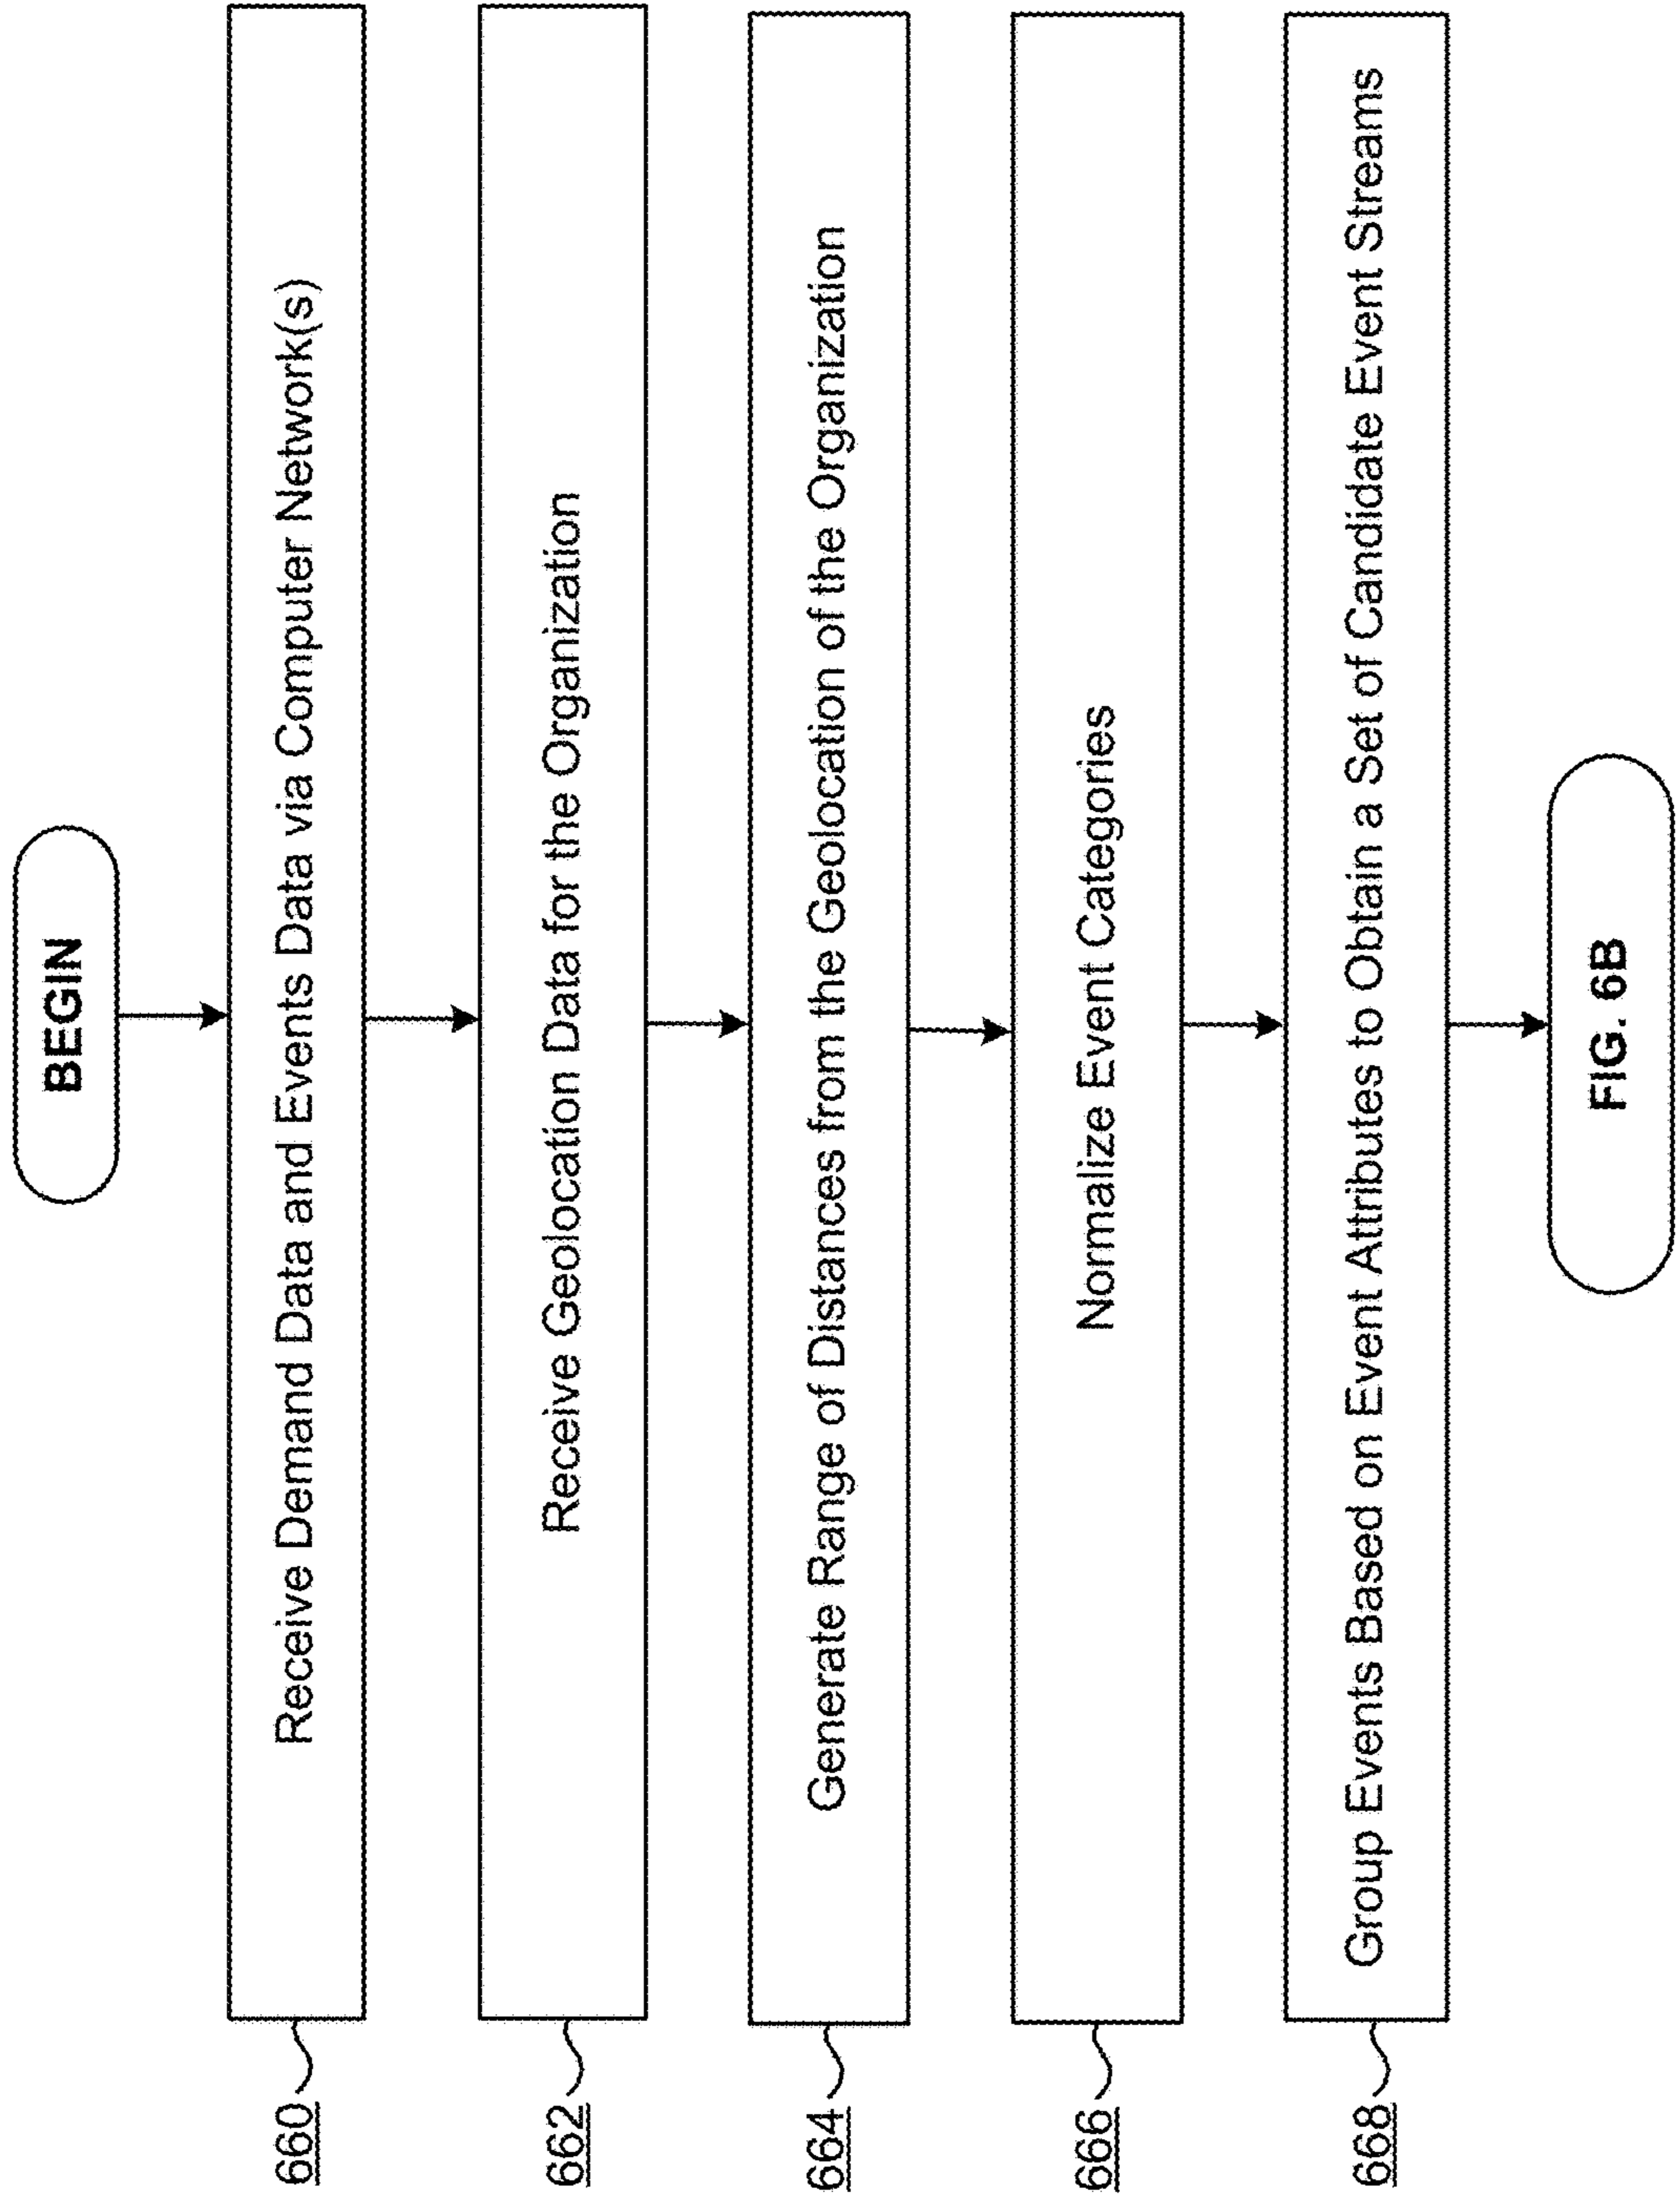 BEGIN
660
Receive Demand Data and Events Data via Computer Network(s)
662
Receive Geolocation Data for the Organization
664
Generate Range of Distances from the Geolocation of the Organization
666
Normalize Event Categories
668
Group Events Based on Event Attributes to Obtain a Set of Candidate Event Streams
FIG. 6B